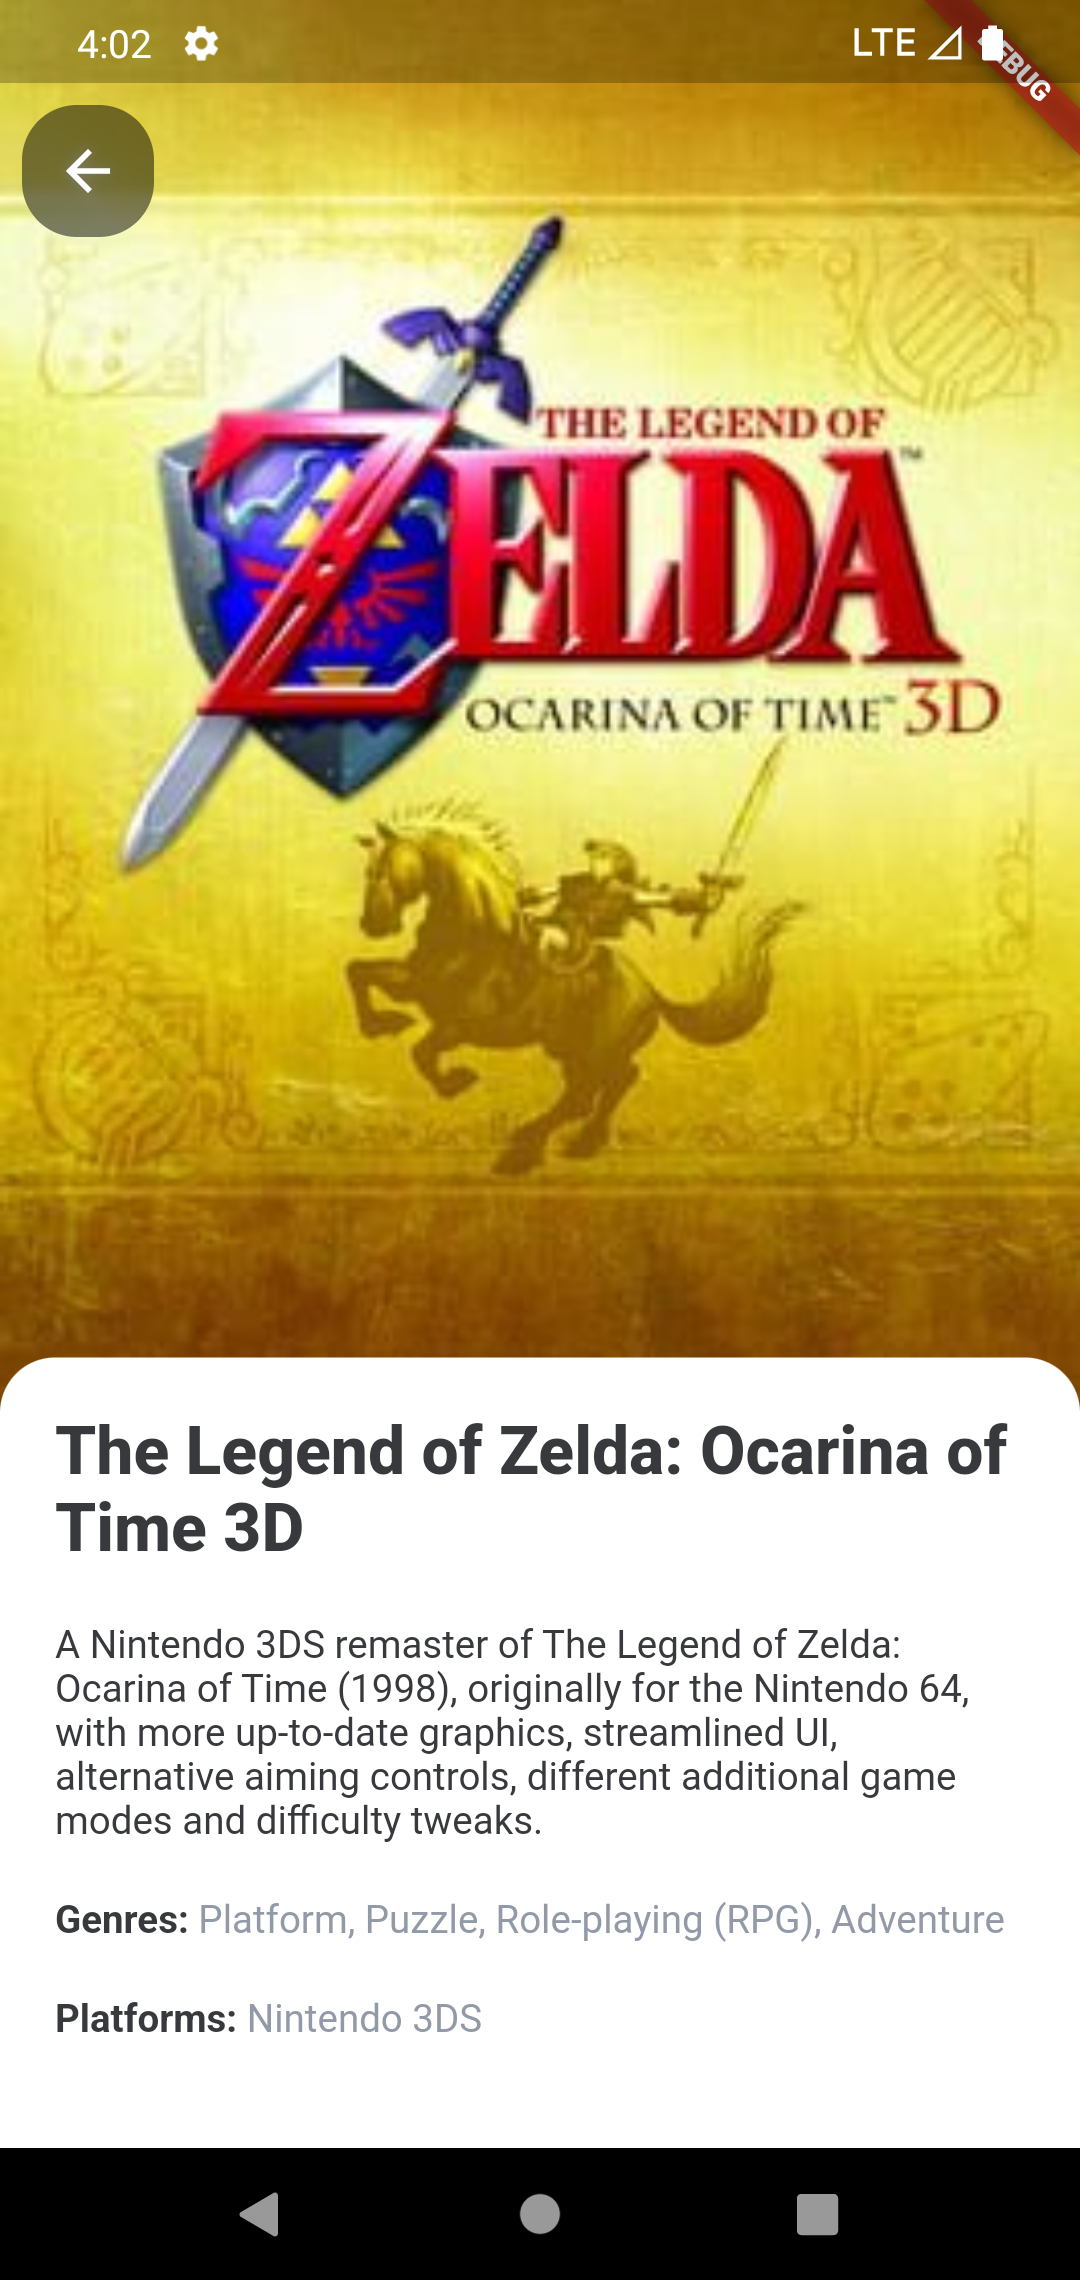 4:02
LTE
DEBUG
THE LEGEND OF
ZELDA™
OCARINA OF TIME™ 3D
The Legend of Zelda: Ocarina of
Time 3D
A Nintendo 3DS remaster of The Legend of Zelda:
Ocarina of Time (1998), originally for the Nintendo 64,
with more up-to-date graphics, streamlined UI,
alternative aiming controls, different additional game
modes and difficulty tweaks.
Genres: Platform, Puzzle, Role-playing (RPG), Adventure
Platforms: Nintendo 3DS